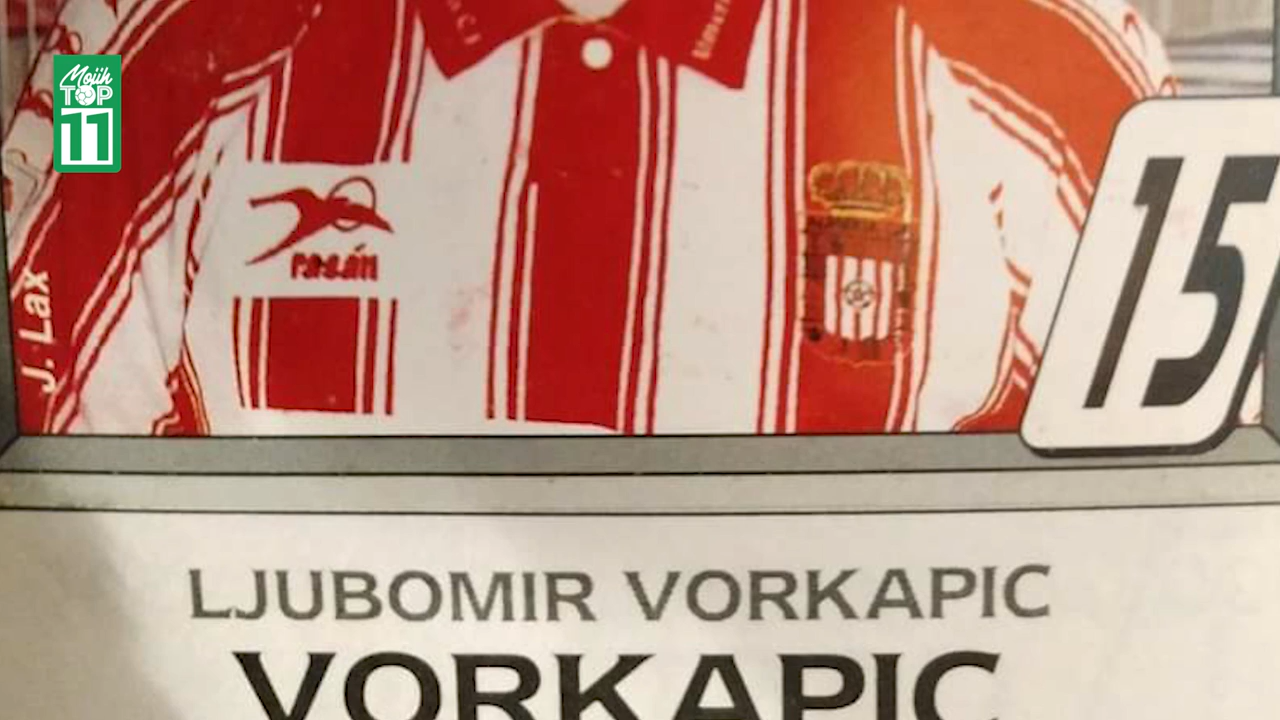 Mojih
TOP
11
rasán
15
J. Lax
LJUBOMIR VORKAPIC
VORKAPIC